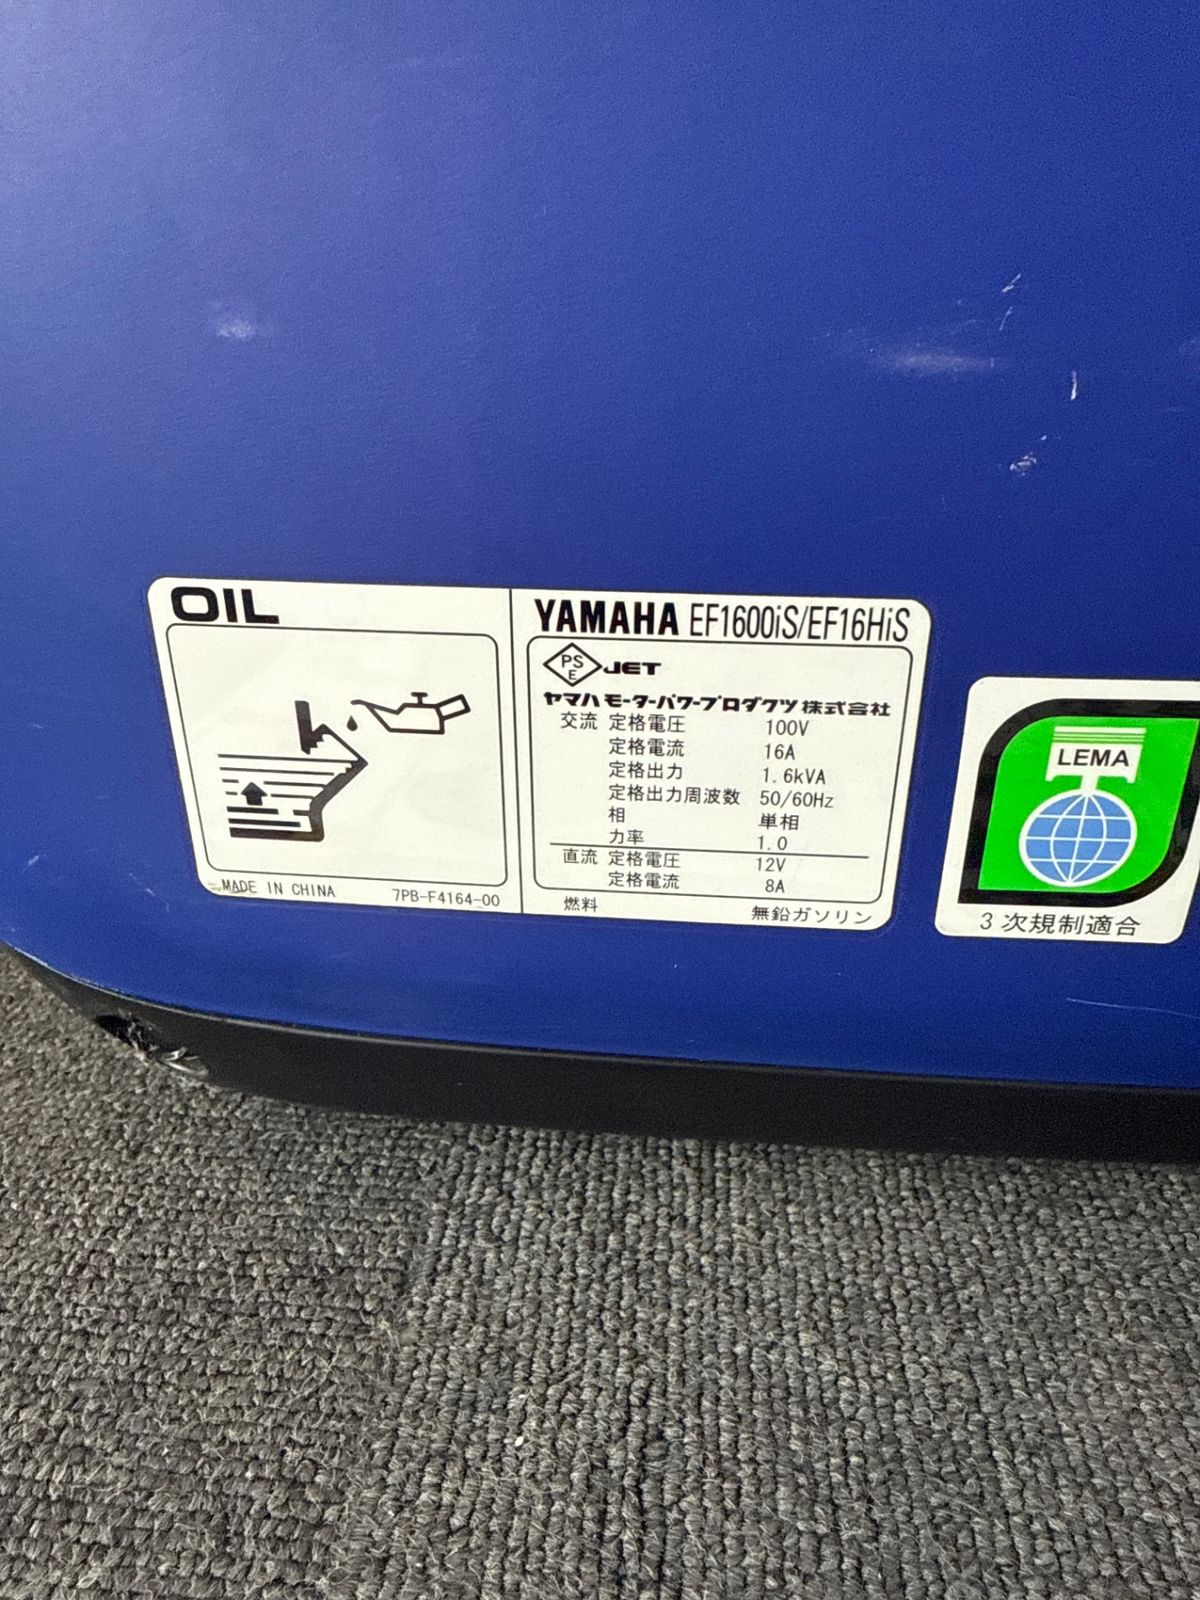 OIL
MADE IN CHINA
7PB-F4164-00
YAMAHA EF1600iS/EF16HiS
PS E JET
ヤマハモーターパワープロダクツ株式会社
交流 定格電圧 100V
定格電流 16A
定格出力 1.6kVA
定格出力周波数 50/60Hz
相 単相
力率 1.0
直流 定格電圧 12V
定格電流 8A
燃料 無鉛ガソリン
LEMA
3次規制適合